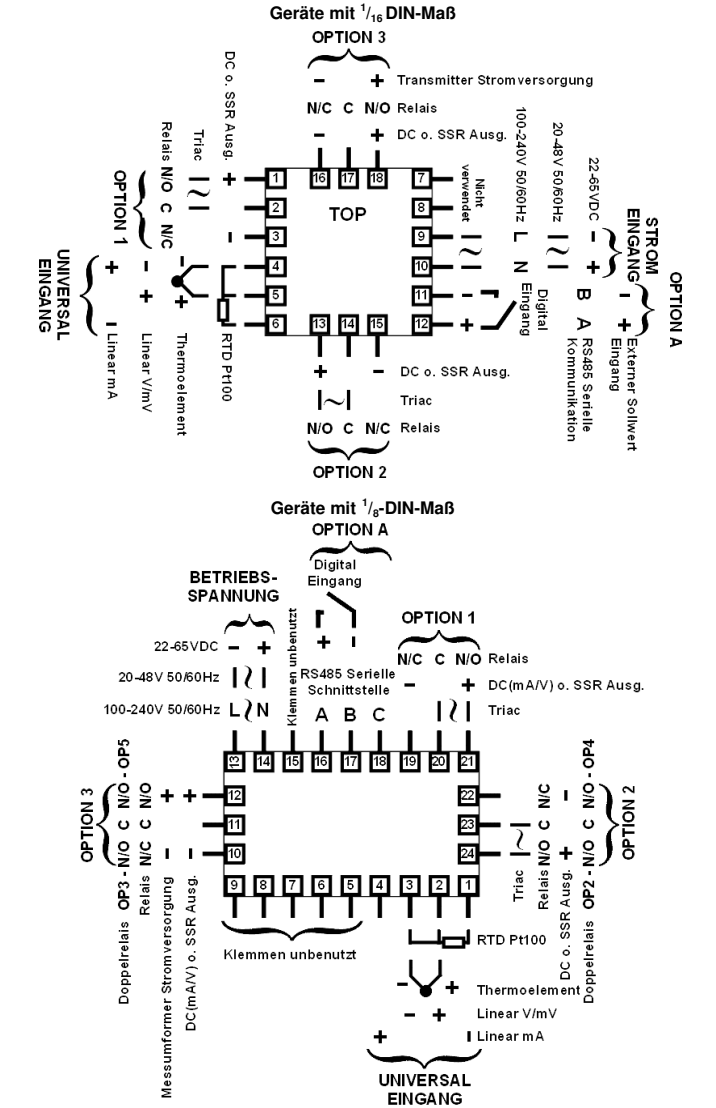 Geräte mit 1/16 DIN-Maß
OPTION 3
– + Transmitter Stromversorgung
N/C C N/O Relais
– + DC o. SSR Ausg.
DC o. SSR Ausg.
+
–
Triac
Relais N/O C N/C
OPTION 1
UNIVERSAL
EINGANG
+
–
Linear mA
–
+
Linear V/mV
–
+
Thermoelement
RTD Pt100
1
2
3
4
5
6
16 17 18
TOP
13 14 15
7
8
9
10
11
12
Nicht
verwendet
100-240V 50/60Hz
L
N
20-48V 50/60Hz
22-65VDC
–
+
STROM
EINGANG
–
+
Digital
Eingang
B
A
RS485 Serielle
Kommunikation
–
+
Externer Sollwert
Eingang
OPTION A
+ – DC o. SSR Ausg.
Triac
N/O C N/C Relais
OPTION 2
Geräte mit 1/8-DIN-Maß
OPTION A
Digital
Eingang
+ –
RS485 Serielle
Schnittstelle
A B C
BETRIEBS-
SPANNUNG
22-65VDC – +
20-48V 50/60Hz
100-240V 50/60Hz L N
Klemmen unbenutzt
OPTION 1
N/C C N/O Relais
– + DC(mA/V) o. SSR Ausg.
Triac
13 14 15 16 17 18 19 20 21
12
11
10
22
23
24
9 8 7 6 5 4 3 2 1
OPTION 3
Doppelrelais OP3 - N/O C N/O - OP5
Relais N/C C N/O
Messumformer Stromversorgung – +
DC(mA/V) o. SSR Ausg. – +
Triac
Relais N/O C N/C
DC o. SSR Ausg. + –
Doppelrelais OP2 - N/O C N/O - OP4
OPTION 2
Klemmen unbenutzt
RTD Pt100
– + Thermoelement
– + Linear V/mV
+ – Linear mA
UNIVERSAL
EINGANG